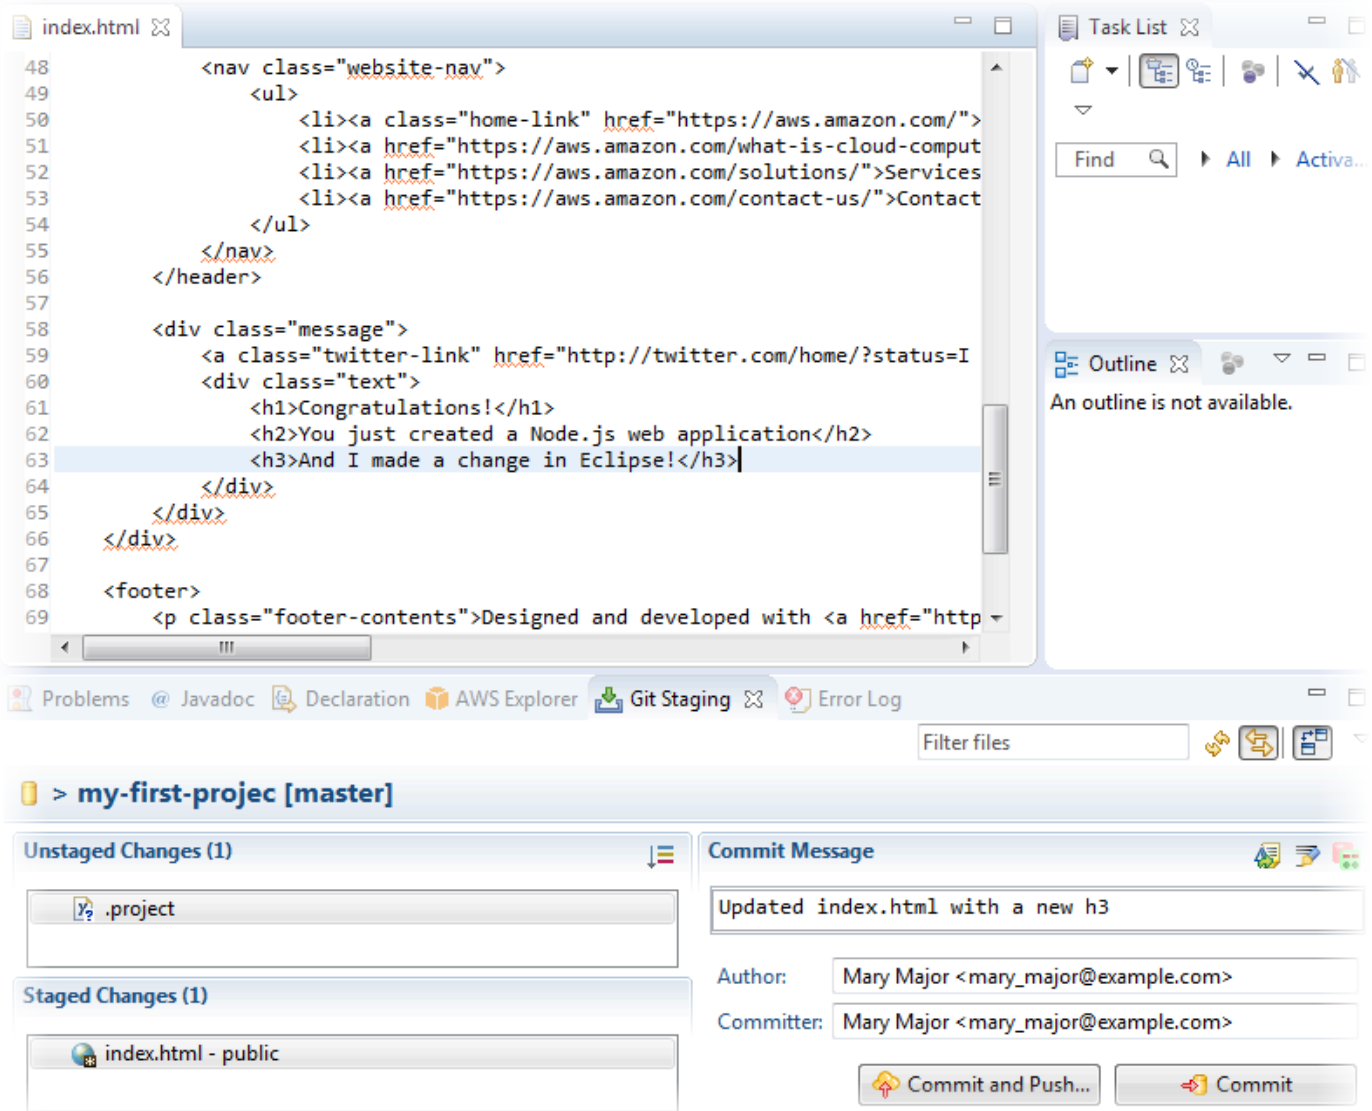 index.html
48 <nav class="website-nav">
49 <ul>
50 <li><a class="home-link" href="https://aws.amazon.com/">
51 <li><a href="https://aws.amazon.com/what-is-cloud-comput
52 <li><a href="https://aws.amazon.com/solutions/">Services
53 <li><a href="https://aws.amazon.com/contact-us/">Contact
54 </ul>
55 </nav>
56 </header>
57
58 <div class="message">
59 <a class="twitter-link" href="http://twitter.com/home/?status=I
60 <div class="text">
61 <h1>Congratulations!</h1>
62 <h2>You just created a Node.js web application</h2>
63 <h3>And I made a change in Eclipse!</h3>
64 </div>
65 </div>
66 </div>
67
68 <footer>
69 <p class="footer-contents">Designed and developed with <a href="http
Task List
Find All Activa...
Outline
An outline is not available.
Problems @ Javadoc Declaration AWS Explorer Git Staging Error Log
Filter files
> my-first-projec [master]
Unstaged Changes (1)
.project
Staged Changes (1)
index.html - public
Commit Message
Updated index.html with a new h3
Author: Mary Major <mary_major@example.com>
Committer: Mary Major <mary_major@example.com>
Commit and Push... Commit